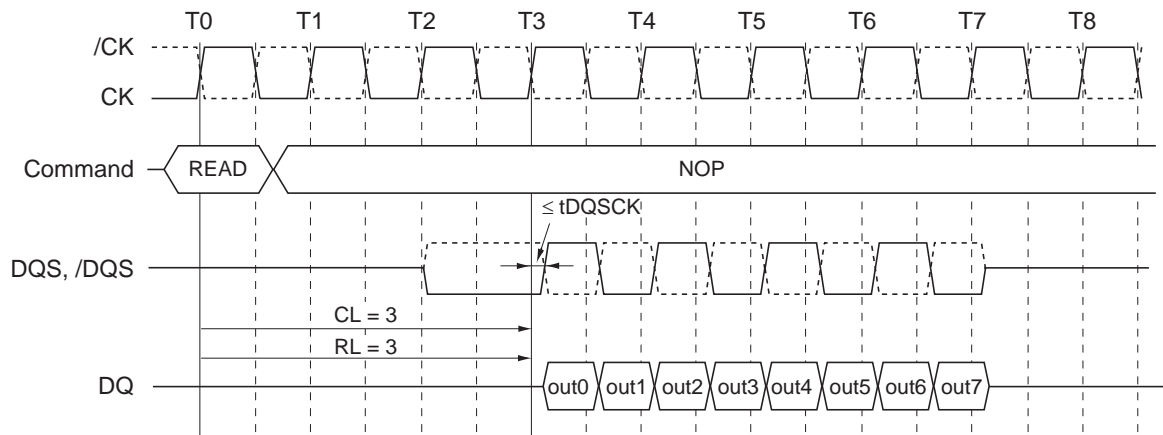 T0 T1 T2 T3 T4 T5 T6 T7 T8
/CK
CK
Command READ NOP
≤ tDQSCK
DQS, /DQS
CL = 3
RL = 3
DQ out0 out1 out2 out3 out4 out5 out6 out7